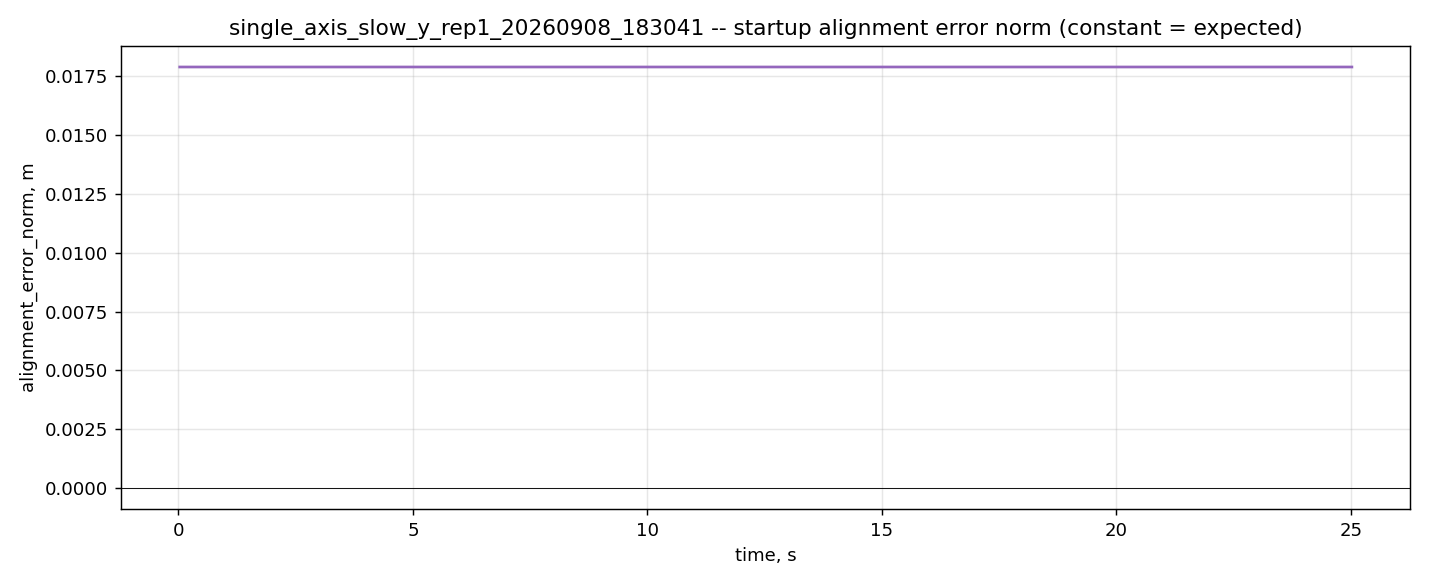 single_axis_slow_y_rep1_20260908_183041 -- startup alignment error norm (constant = expected)
alignment_error_norm, m
0.0175
0.0150
0.0125
0.0100
0.0075
0.0050
0.0025
0.0000
0 5 10 15 20 25
time, s